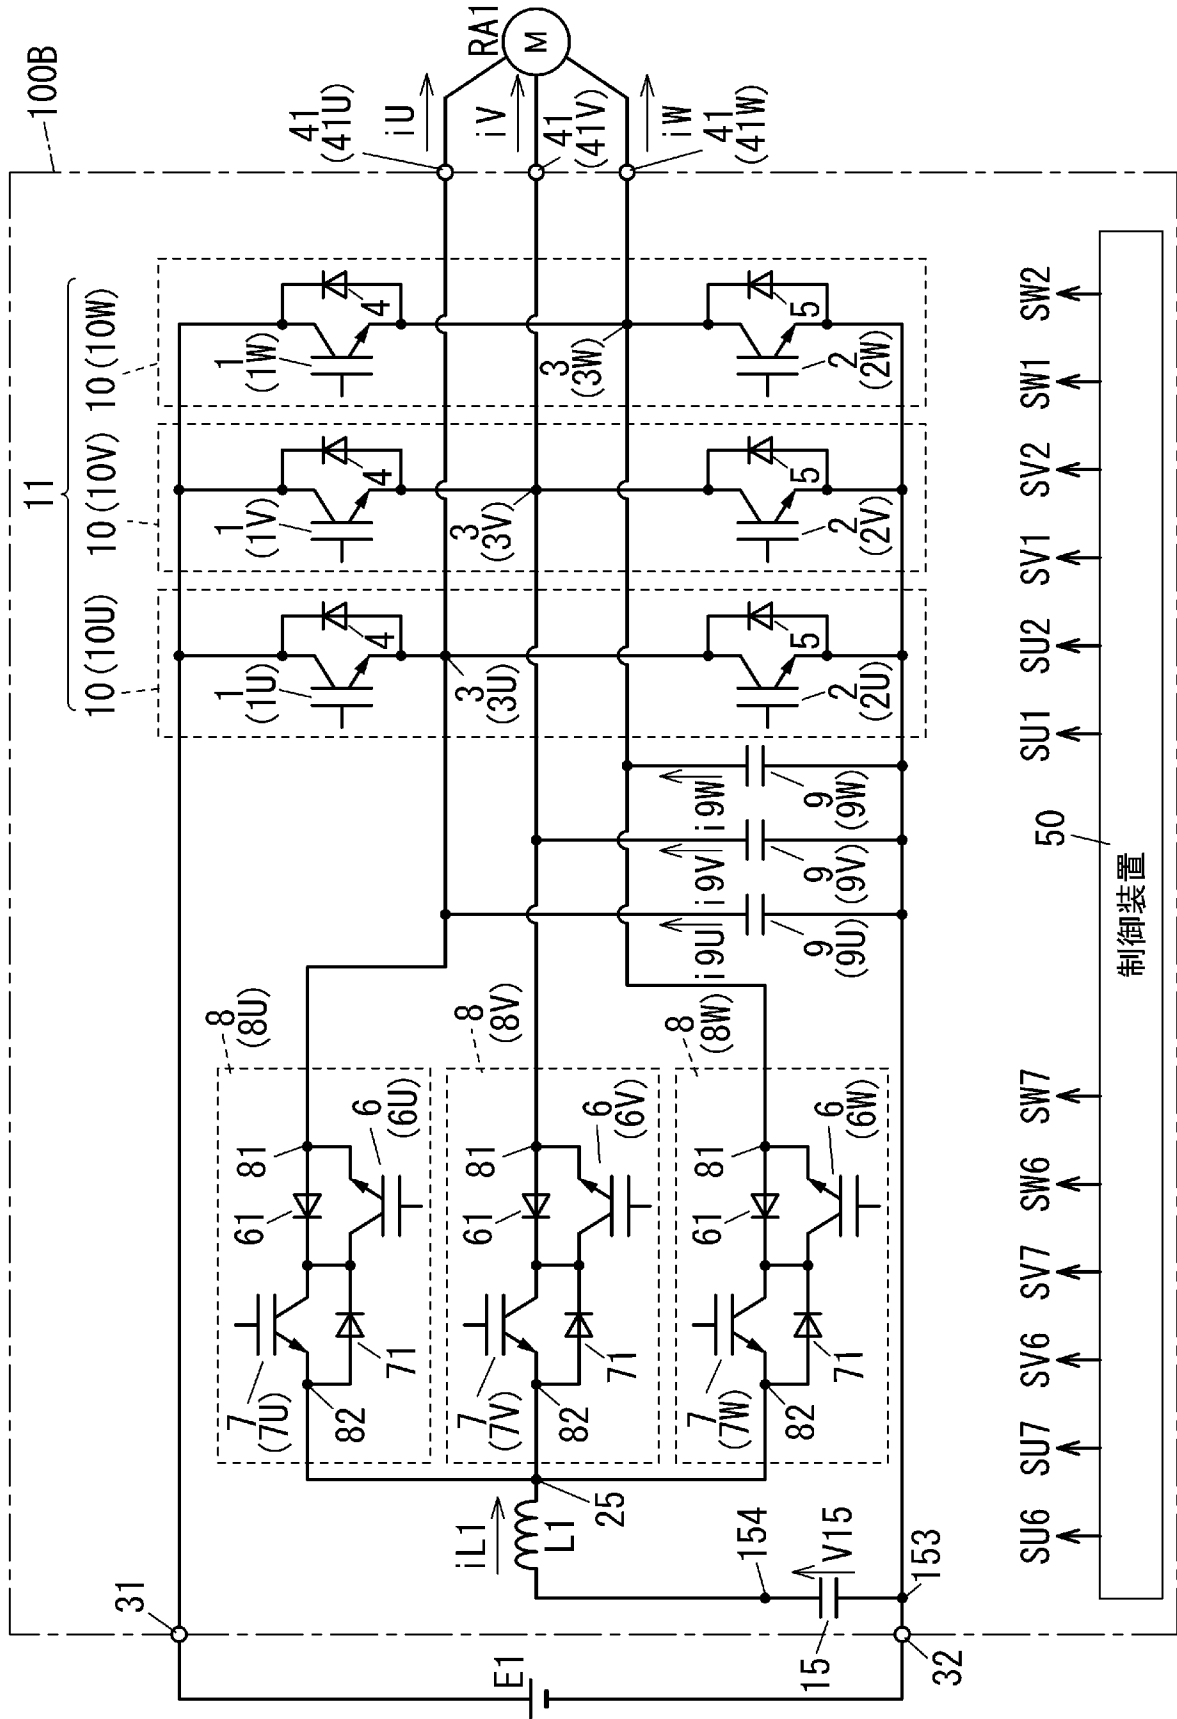 100B
11
10(10U)
10(10V)
10(10W)
31
E1
32
1
(1U)
4
1
(1V)
4
1
(1W)
4
41
(41U)
iU
RA1
M
iV
41
(41V)
iW
41
(41W)
3
(3U)
3
(3V)
3
(3W)
2
(2U)
5
2
(2V)
5
2
(2W)
5
8
(8U)
7
(7U)
61
81
82
71
6
(6U)
8
(8V)
7
(7V)
61
81
82
71
6
(6V)
8
(8W)
7
(7W)
61
81
82
71
6
(6W)
iL1
L1
25
154
V15
15
153
i9U
i9V
i9W
9
(9U)
9
(9V)
9
(9W)
SU6
SU7
SV6
SV7
SW6
SW7
50
SU1
SU2
SV1
SV2
SW1
SW2
制御装置